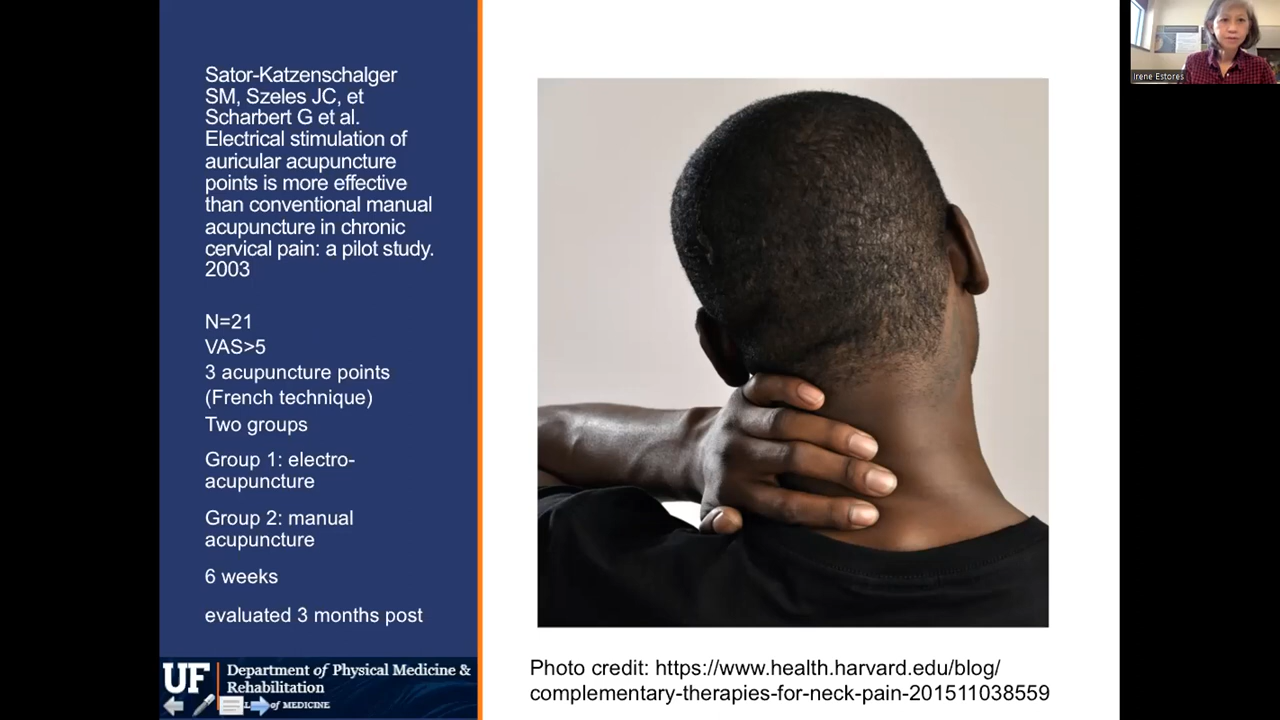 Sator-Katzenschalger
SM, Szeles JC, et
Scharbert G et al.
Electrical stimulation of
auricular acupuncture
points is more effective
than conventional manual
acupuncture in chronic
cervical pain: a pilot study.
2003
N=21
VAS>5
3 acupuncture points
(French technique)
Two groups
Group 1: electro-
acupuncture
Group 2: manual
acupuncture
6 weeks
evaluated 3 months post
UF
Department of Physical Medicine &
Rehabilitation
of MEDICINE
Photo credit: https://www.health.harvard.edu/blog/
complementary-therapies-for-neck-pain-201511038559
Irene Estores